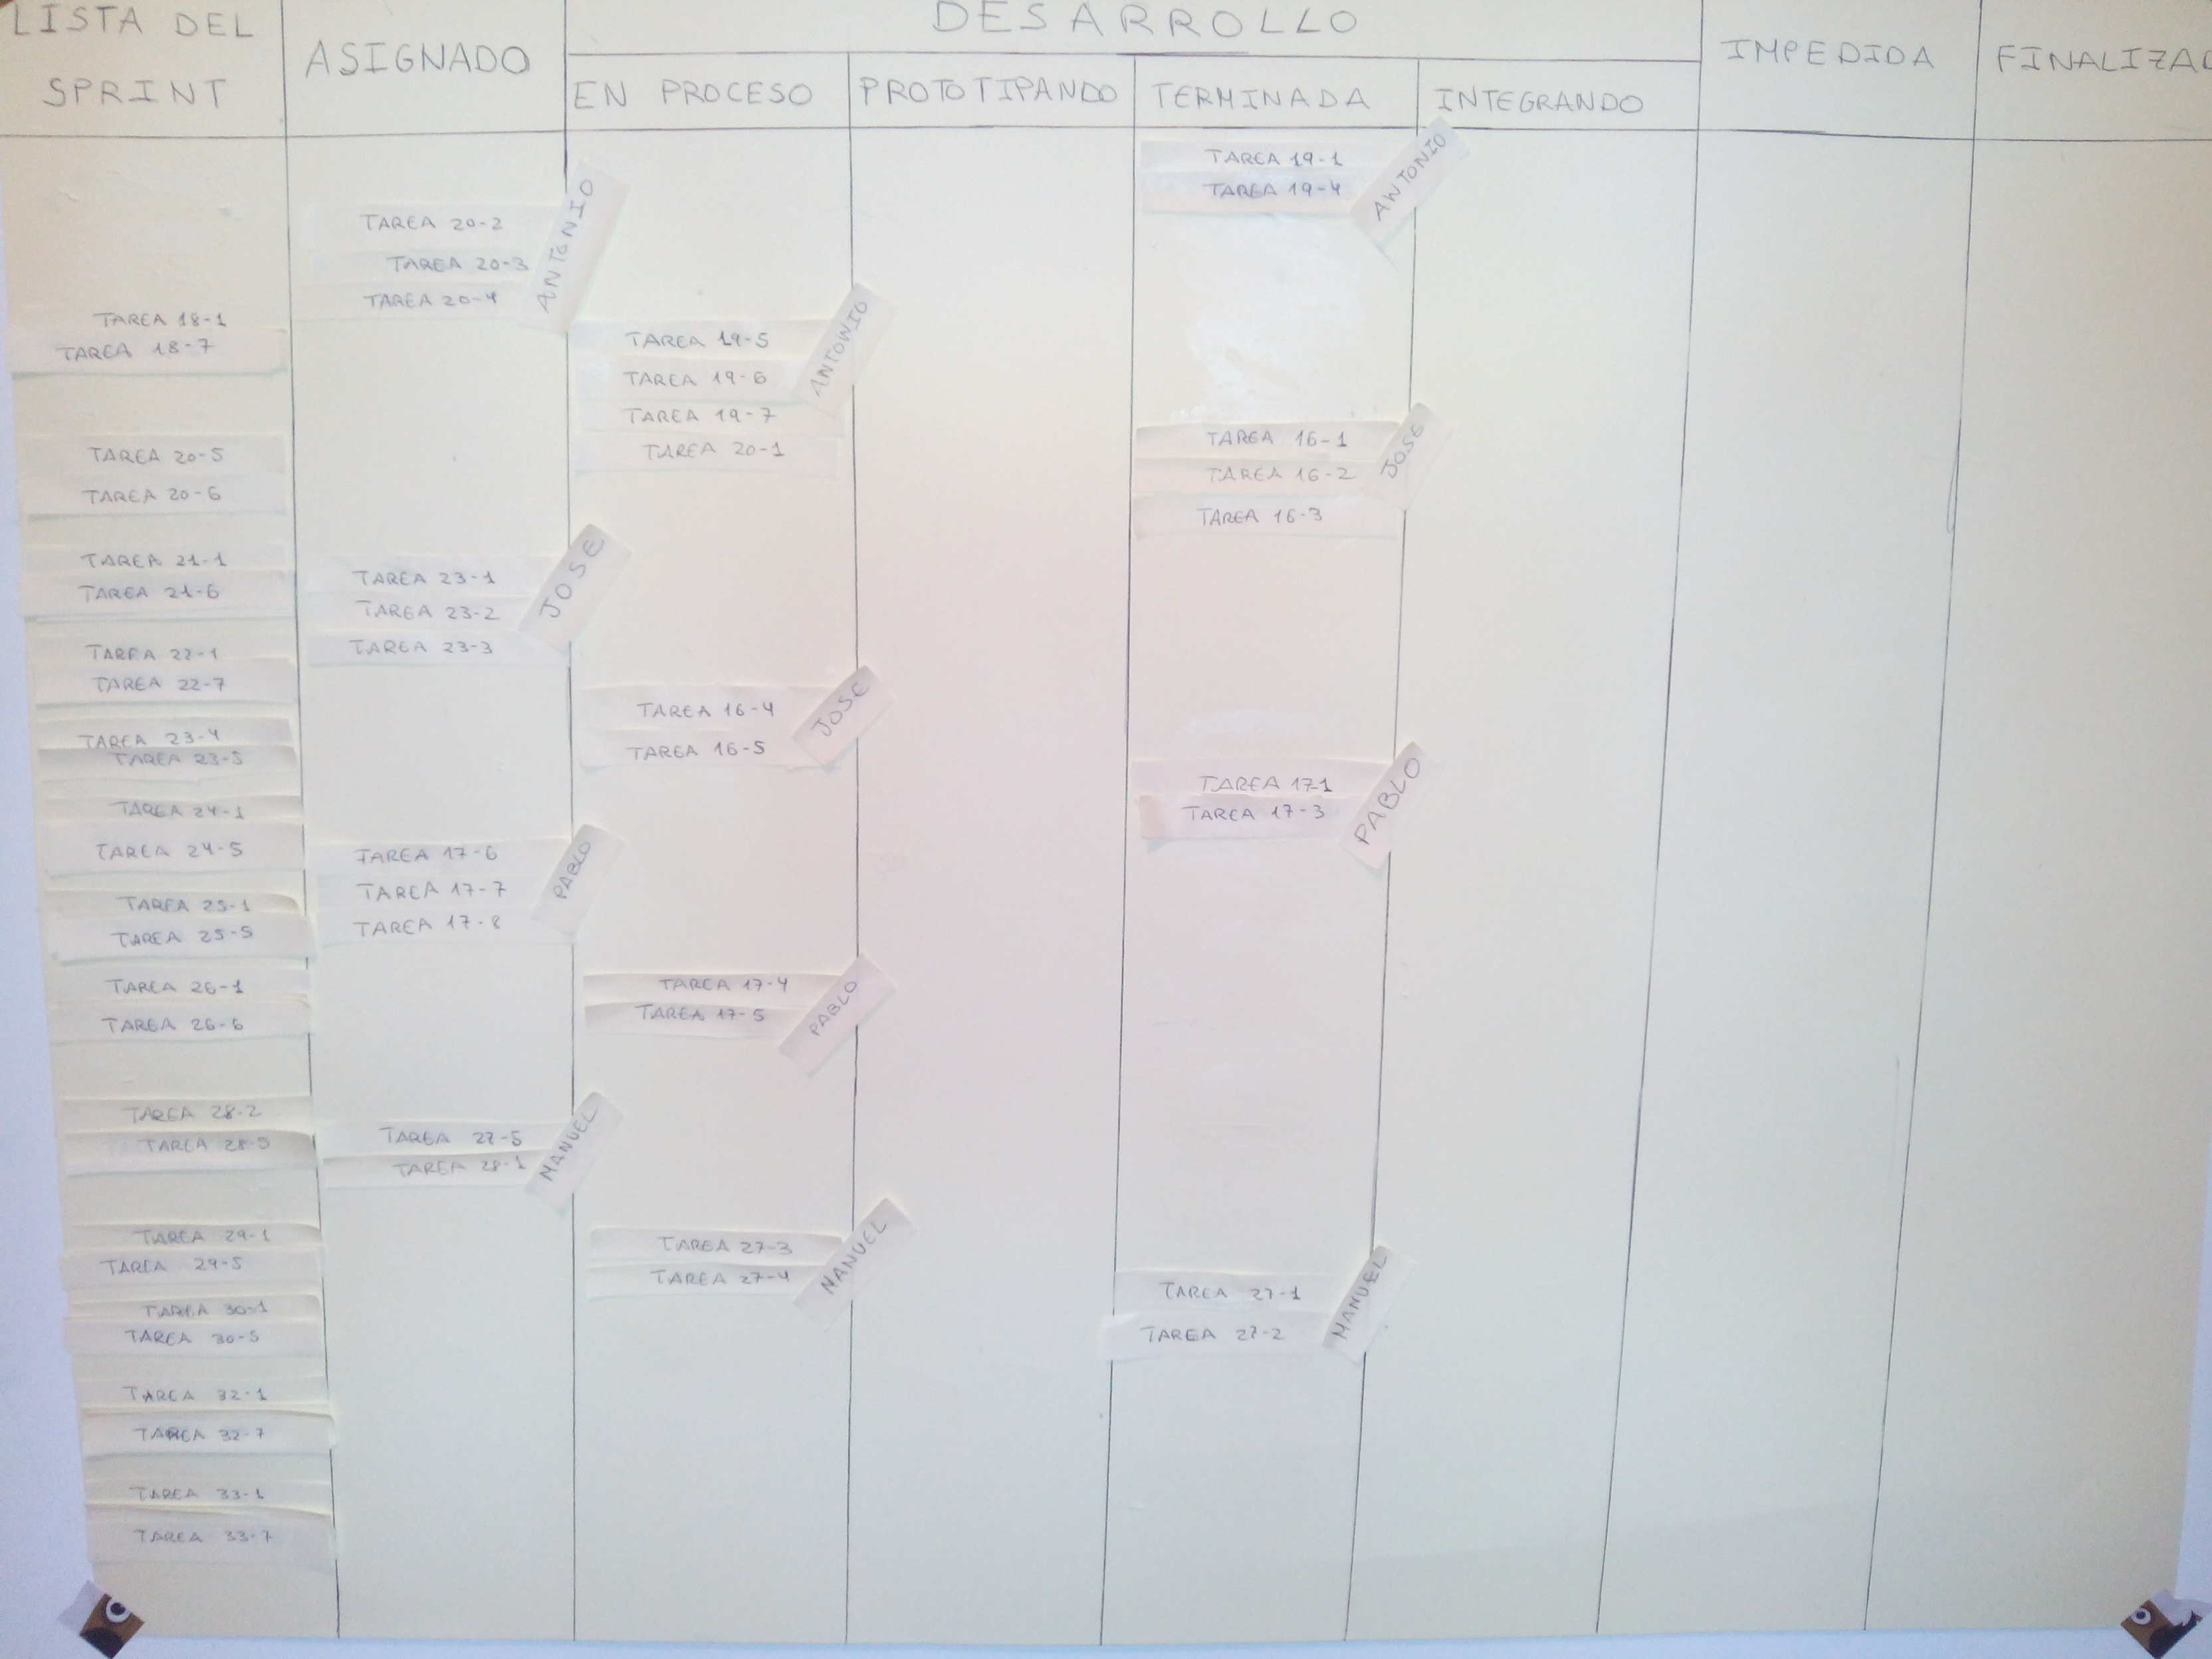 LISTA DEL
SPRINT
ASIGNADO
DESARROLLO
EN PROCESO
PROTOTIPANDO
TERMINADA
INTEGRANDO
IMPEDIDA
FINALIZAD
TAREA 18-1
TAREA 18-7
TAREA 20-5
TAREA 20-6
TAREA 21-1
TAREA 21-6
TAREA 22-1
TAREA 22-7
TAREA 23-4
TAREA 23-5
TAREA 24-1
TAREA 24-5
TAREA 25-1
TAREA 25-5
TAREA 26-1
TAREA 26-6
TAREA 28-2
TAREA 28-5
TAREA 29-1
TAREA 29-5
TAREA 30-1
TAREA 30-5
TAREA 32-1
TAREA 32-7
TAREA 33-1
TAREA 33-7
TAREA 20-2
TAREA 20-3
TAREA 20-4
ANTONIO
TAREA 23-1
TAREA 23-2
TAREA 23-3
JOSE
TAREA 17-6
TAREA 17-7
TAREA 17-8
PABLO
TAREA 27-5
TAREA 28-1
MANUEL
TAREA 19-5
TAREA 19-6
TAREA 19-7
TAREA 20-1
ANTONIO
TAREA 16-4
TAREA 16-5
JOSE
TAREA 17-4
TAREA 17-5
PABLO
TAREA 27-3
TAREA 27-4
MANUEL
TAREA 19-1
TAREA 19-4
ANTONIO
TAREA 16-1
TAREA 16-2
TAREA 16-3
JOSE
TAREA 17-1
TAREA 17-3
PABLO
TAREA 27-1
TAREA 27-2
MANUEL